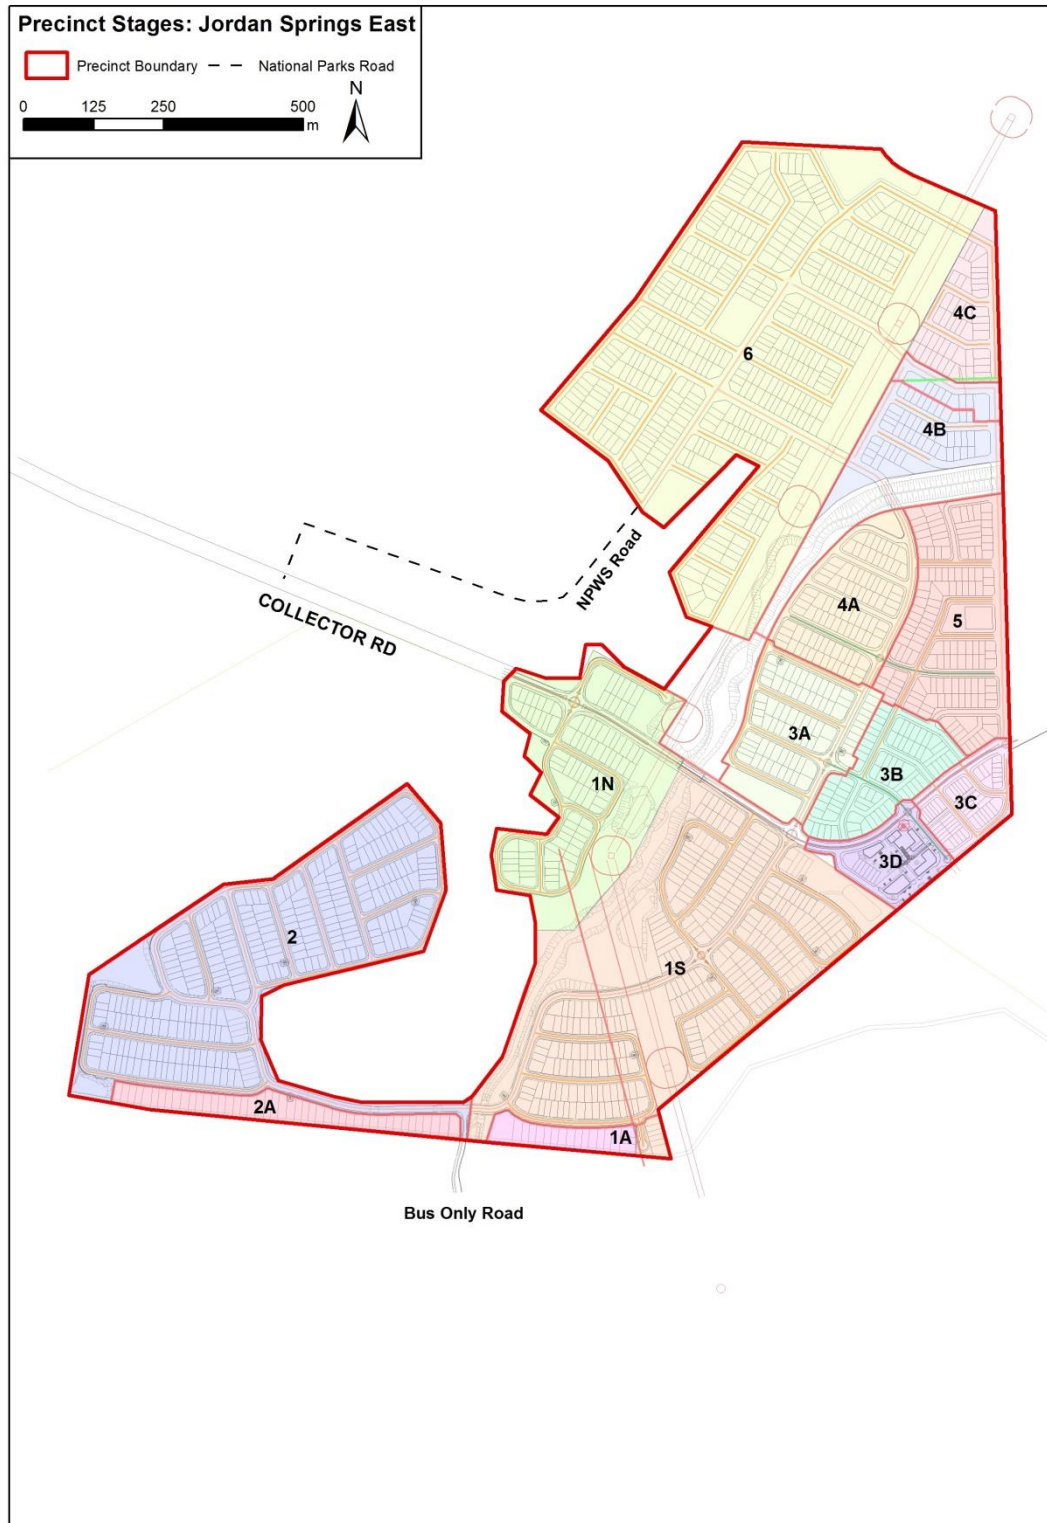 Precinct Stages: Jordan Springs East
Precinct Boundary
National Parks Road
N
0 125 250 500
m
4C
6
4B
NPWS Road
4A
5
COLLECTOR RD
3A
3B
1N
3C
3D
2
1S
2A
1A
Bus Only Road